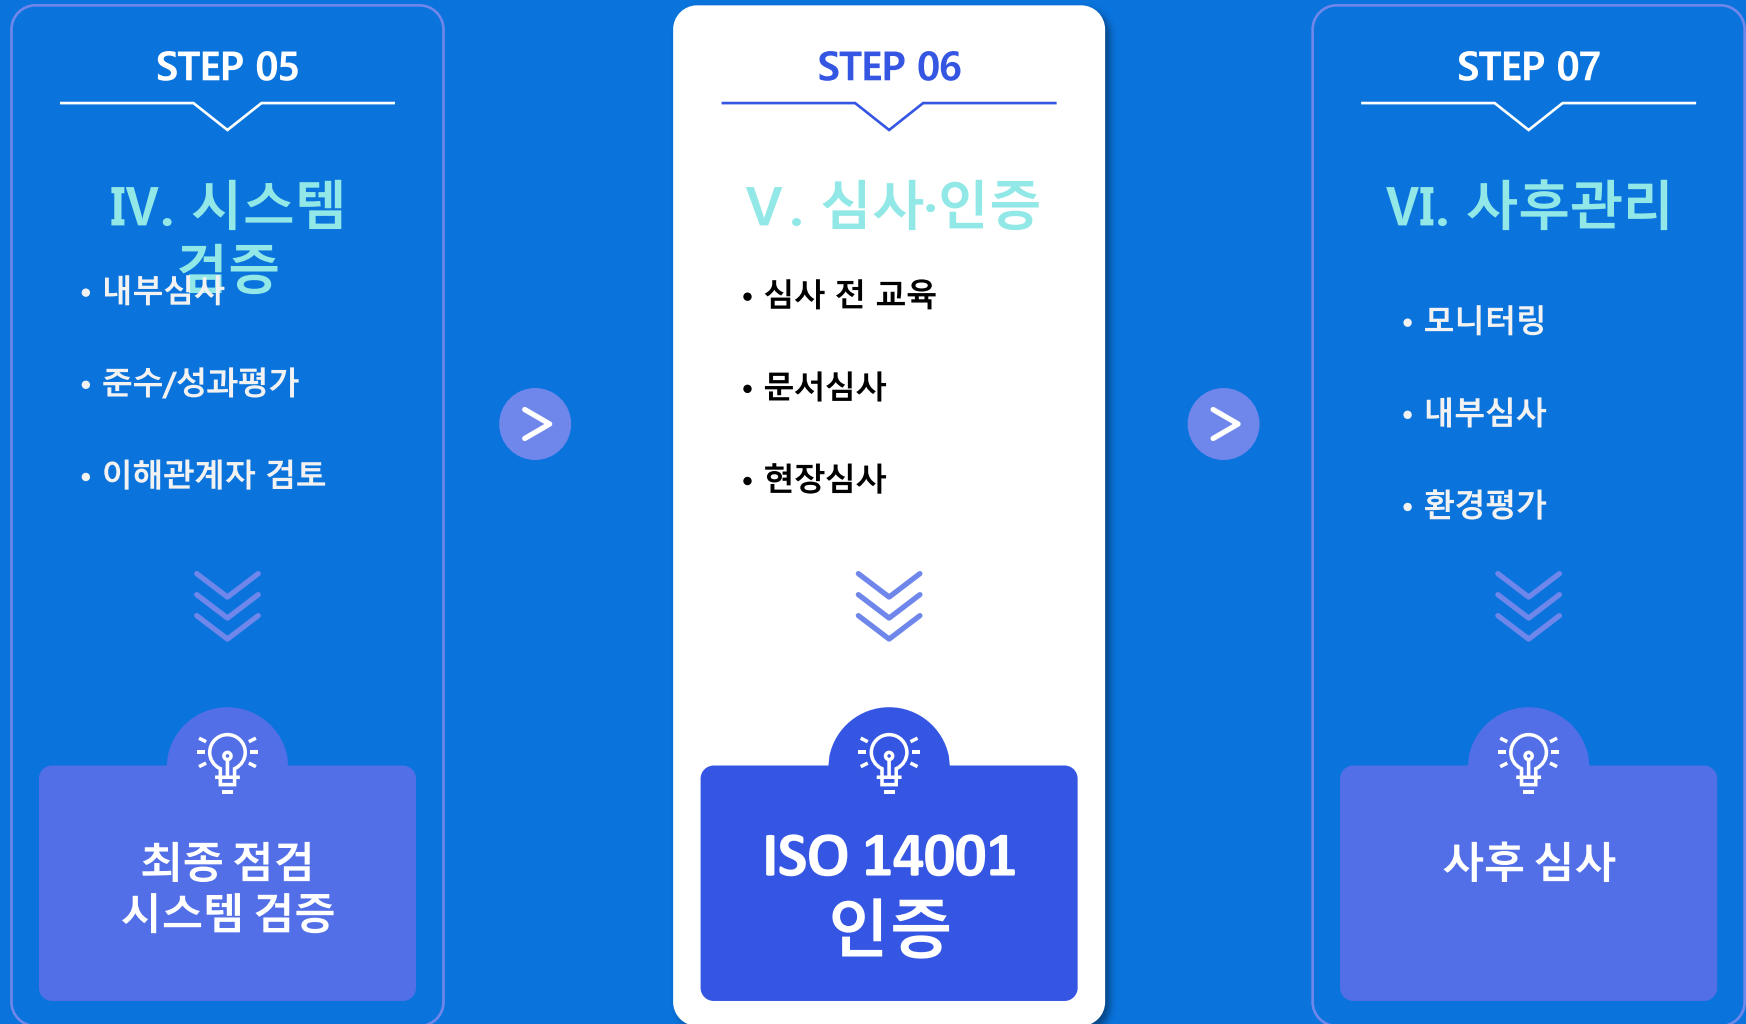 STEP 05
Ⅳ. 시스템
검증
• 내부심사
• 준수/성과평가
• 이해관계자 검토
최종 점검
시스템 검증
>
STEP 06
Ⅴ. 심사·인증
• 심사 전 교육
• 문서심사
• 현장심사
ISO 14001
인증
>
STEP 07
Ⅵ. 사후관리
• 모니터링
• 내부심사
• 환경평가
사후 심사